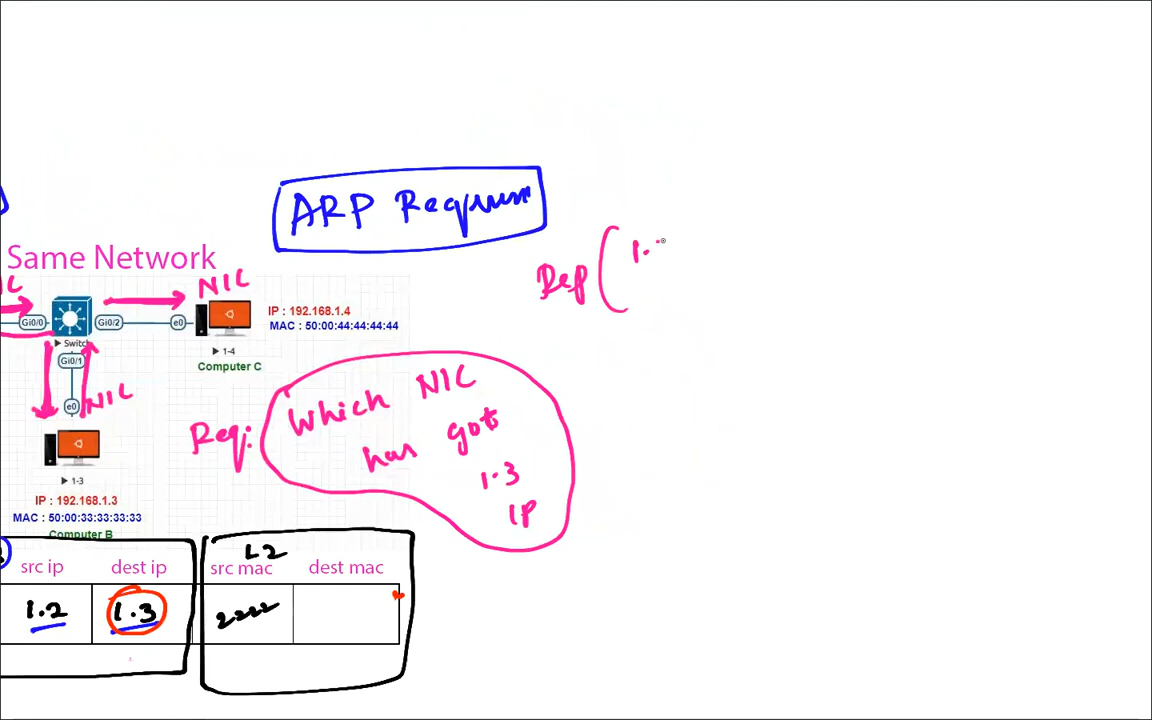 ARP Request
Same Network
NIC
Rep ( 1.
Gi0/0
Gi0/2
e0
IP : 192.168.1.4
MAC : 50:00:44:44:44:44
Switch
1-4
Gi0/1
Computer C
e0
NIC
Which NIC
Req:
has got
1.3
IP
1-3
IP : 192.168.1.3
MAC : 50:00:33:33:33:33
Computer B
L2
src ip dest ip src mac dest mac
1.2 1.3 2222